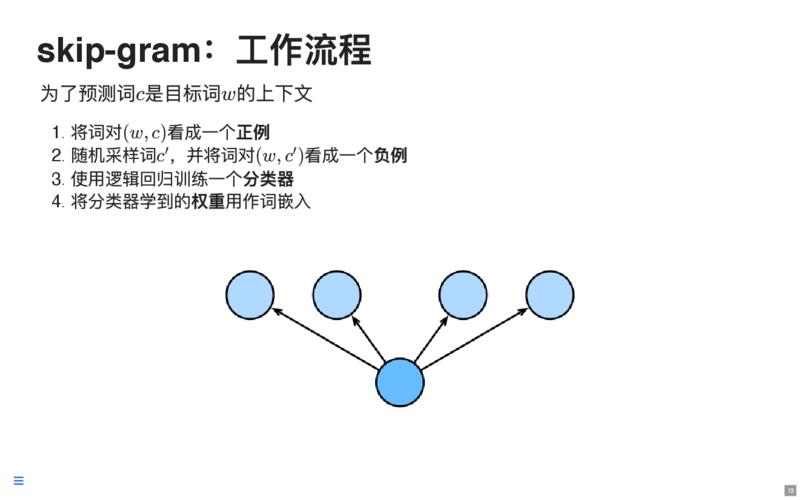 skip-gram：工作流程
为了预测词c是目标词w的上下文
1. 将词对(w, c)看成一个正例
2. 随机采样词c′，并将词对(w, c′)看成一个负例
3. 使用逻辑回归训练一个分类器
4. 将分类器学到的权重用作词嵌入
13